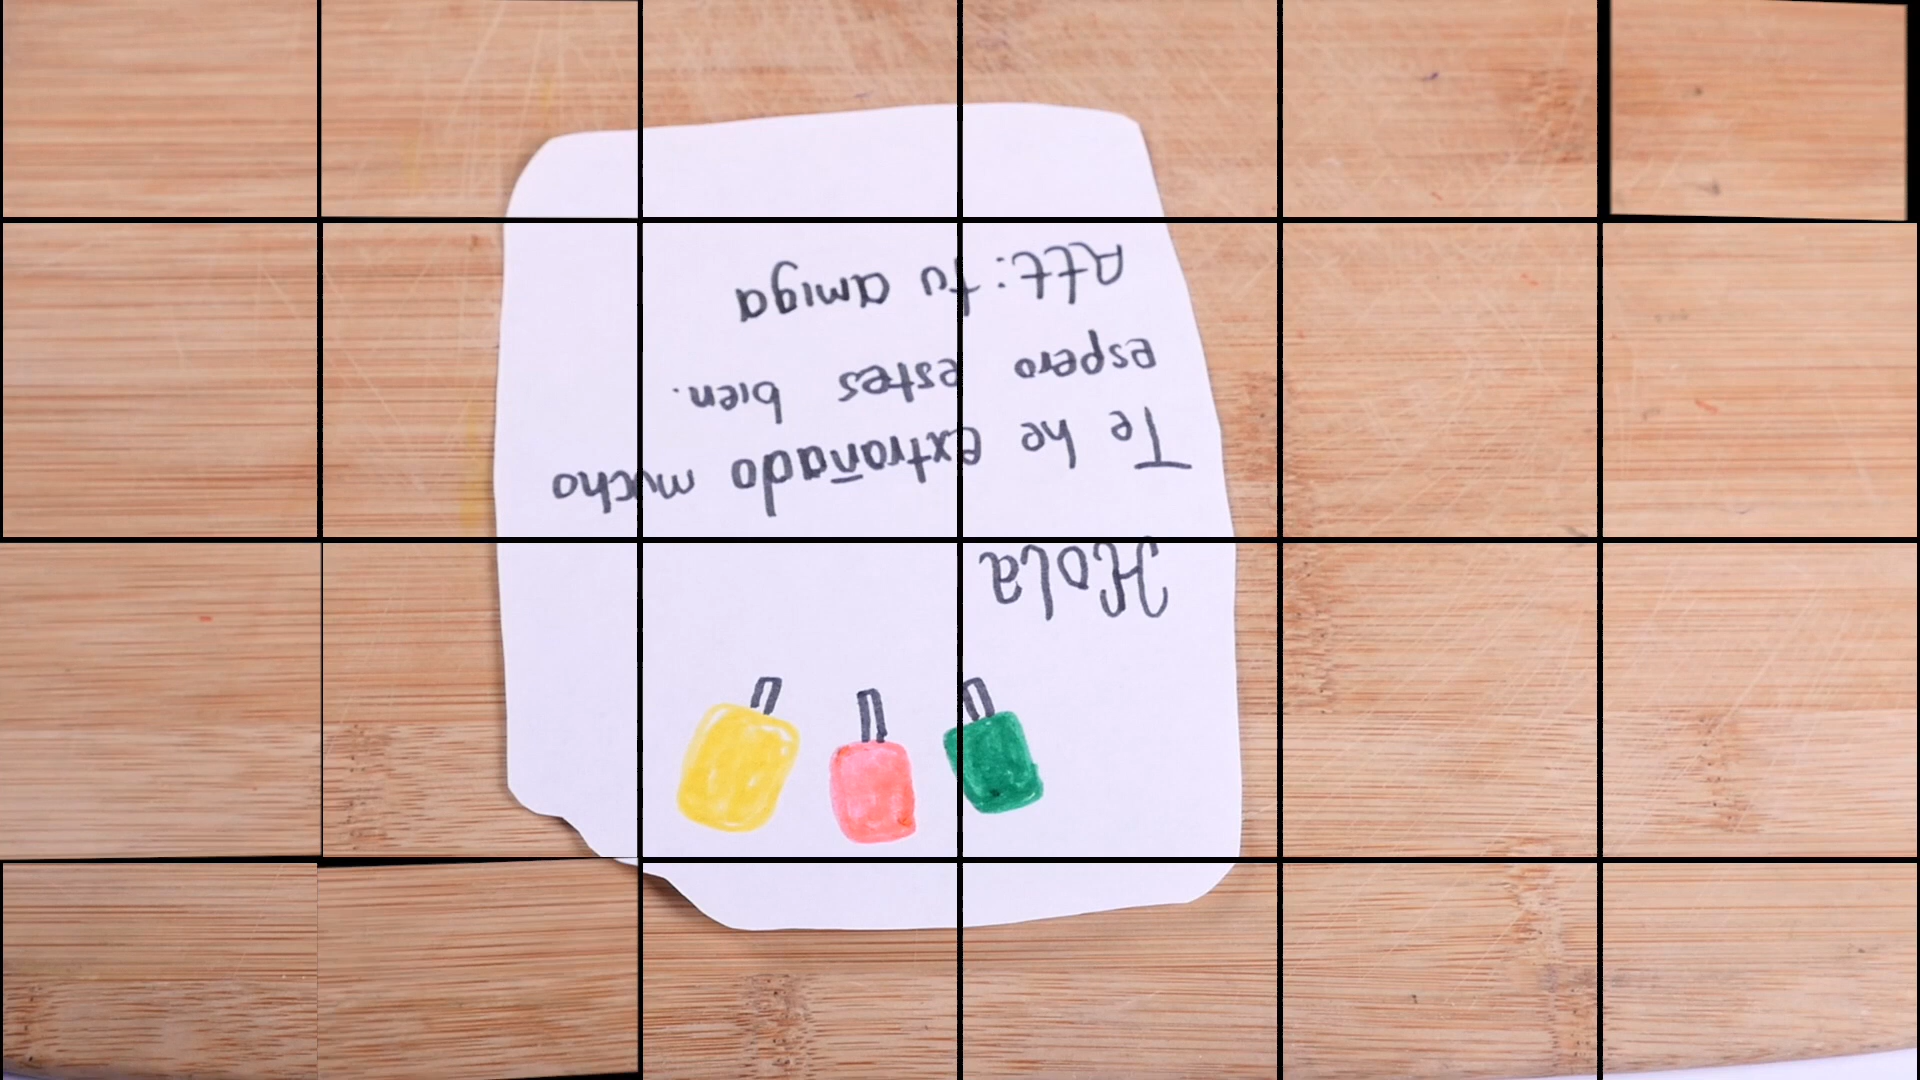 Hola
Te he extrañado mucho
espero estes bien.
Att: tu amiga